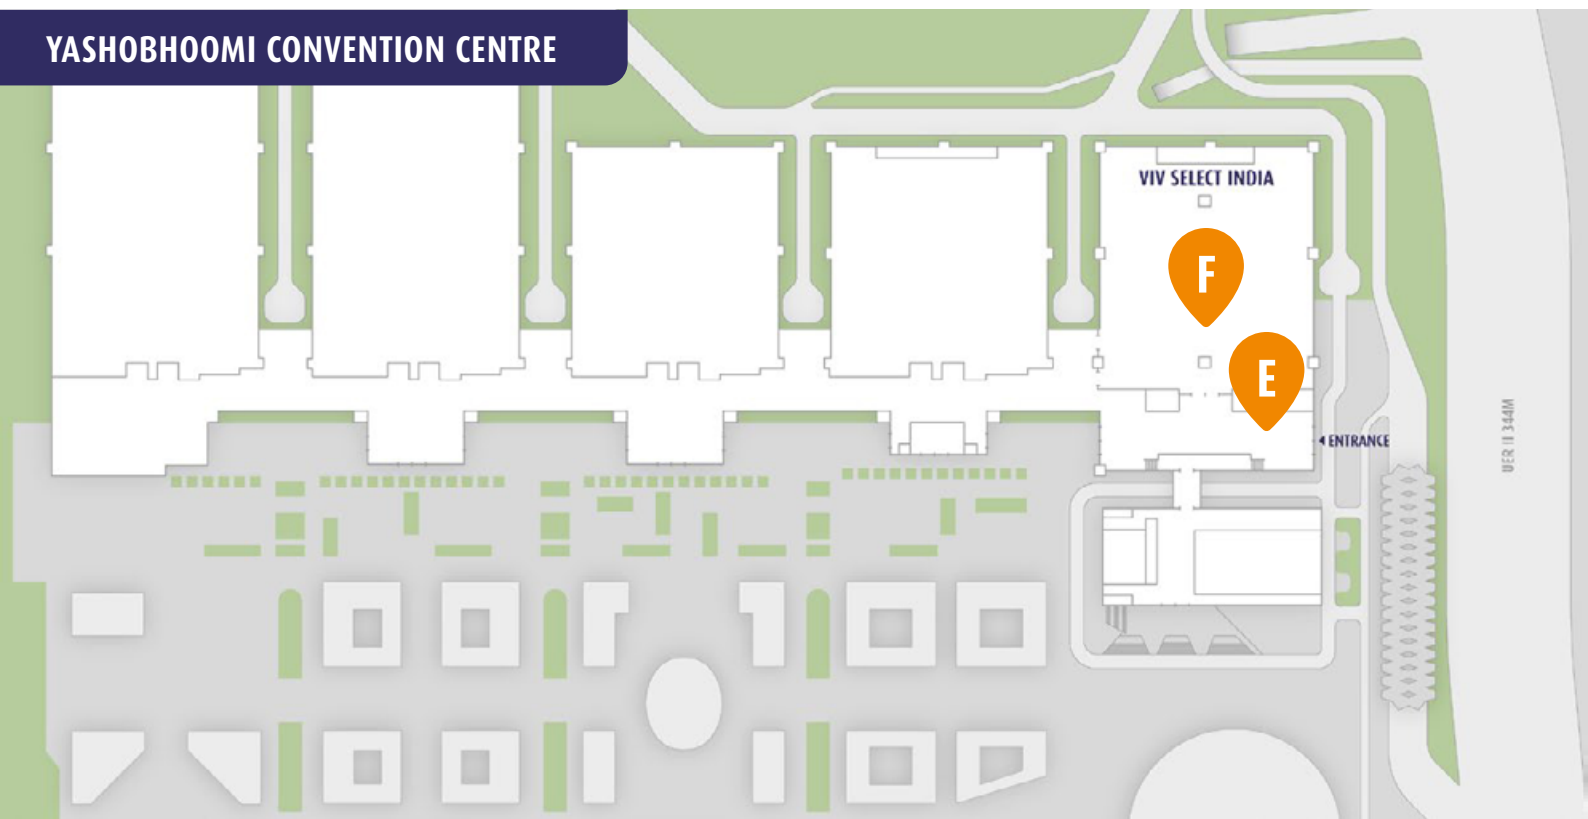 YASHOBHOOMI CONVENTION CENTRE
VIV SELECT INDIA
F
E
ENTRANCE
UER II 344M